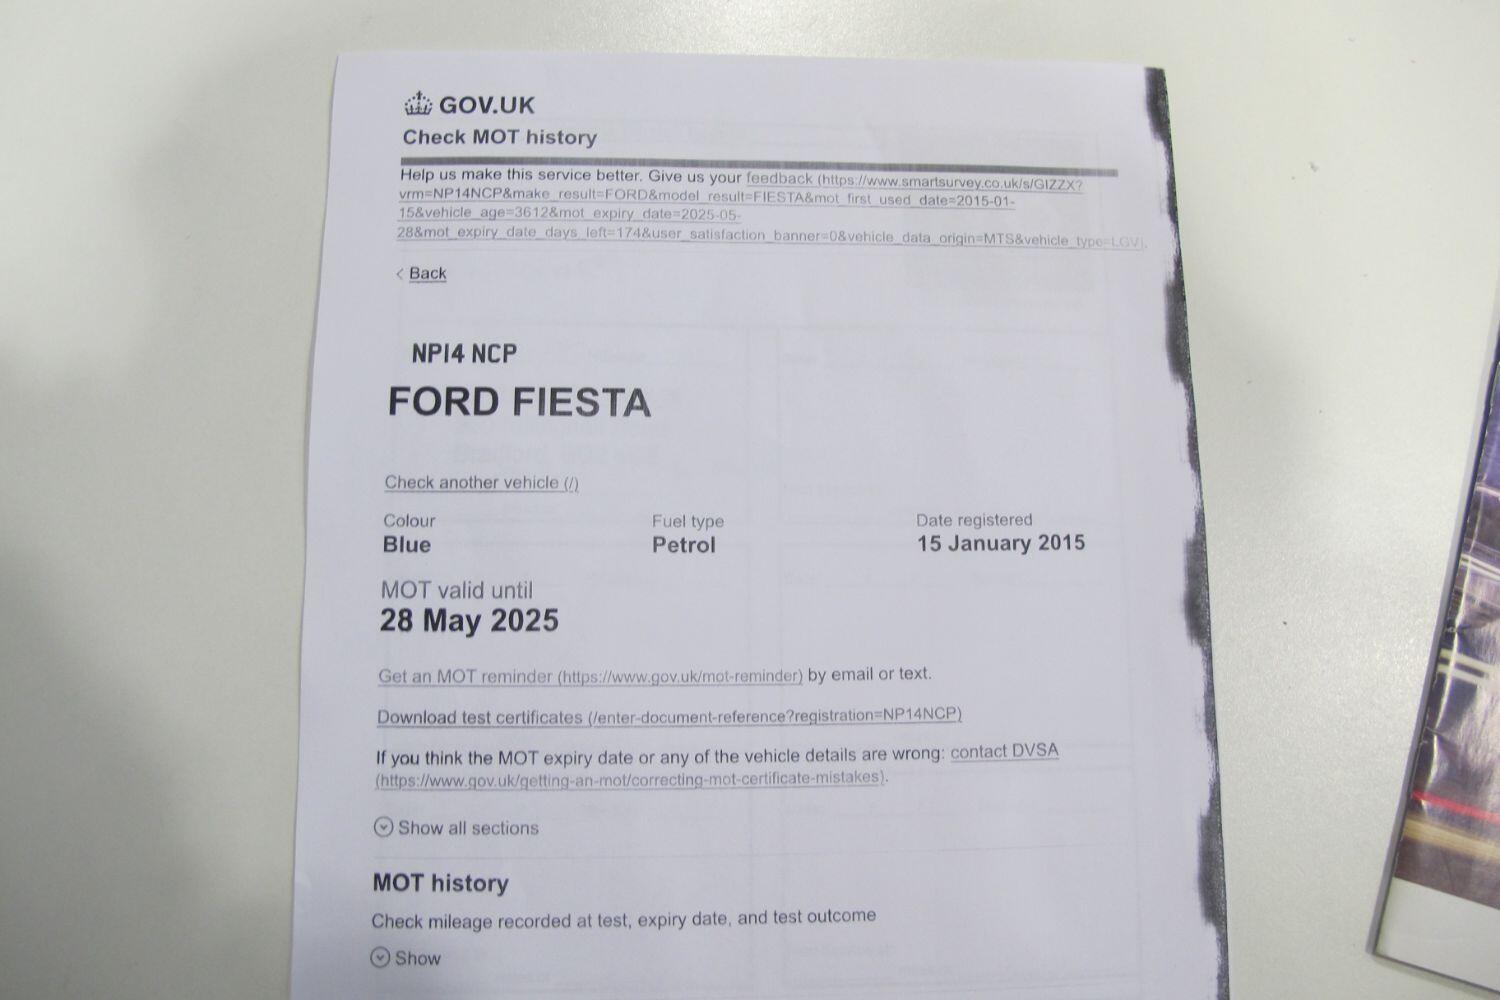 GOV.UK
Check MOT history
Help us make this service better. Give us your feedback (https://www.smartsurvey.co.uk/s/GIZZX?
vrm=NP14NCP&make_result=FORD&model_result=FIESTA&mot_first_used_date=2015-01-
15&vehicle_age=3612&mot_expiry_date=2025-05-
28&mot_expiry_date_days_left=174&user_satisfaction_banner=0&vehicle_data_origin=MTS&vehicle_type=LGV).
< Back
NP14 NCP
FORD FIESTA
Check another vehicle (/)
Colour Fuel type Date registered
Blue Petrol 15 January 2015
MOT valid until
28 May 2025
Get an MOT reminder (https://www.gov.uk/mot-reminder) by email or text.
Download test certificates (/enter-document-reference?registration=NP14NCP)
If you think the MOT expiry date or any of the vehicle details are wrong: contact DVSA
(https://www.gov.uk/getting-an-mot/correcting-mot-certificate-mistakes).
Show all sections
MOT history
Check mileage recorded at test, expiry date, and test outcome
Show